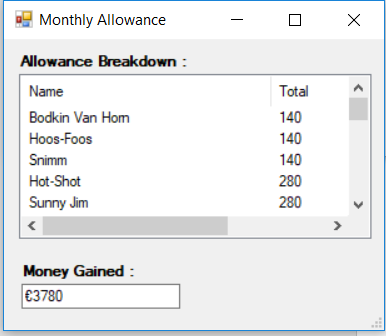 Monthly Allowance
Allowance Breakdown :
Name Total
Bodkin Van Horn 140
Hoos-Foos 140
Snimm 140
Hot-Shot 280
Sunny Jim 280
Money Gained :
€3780